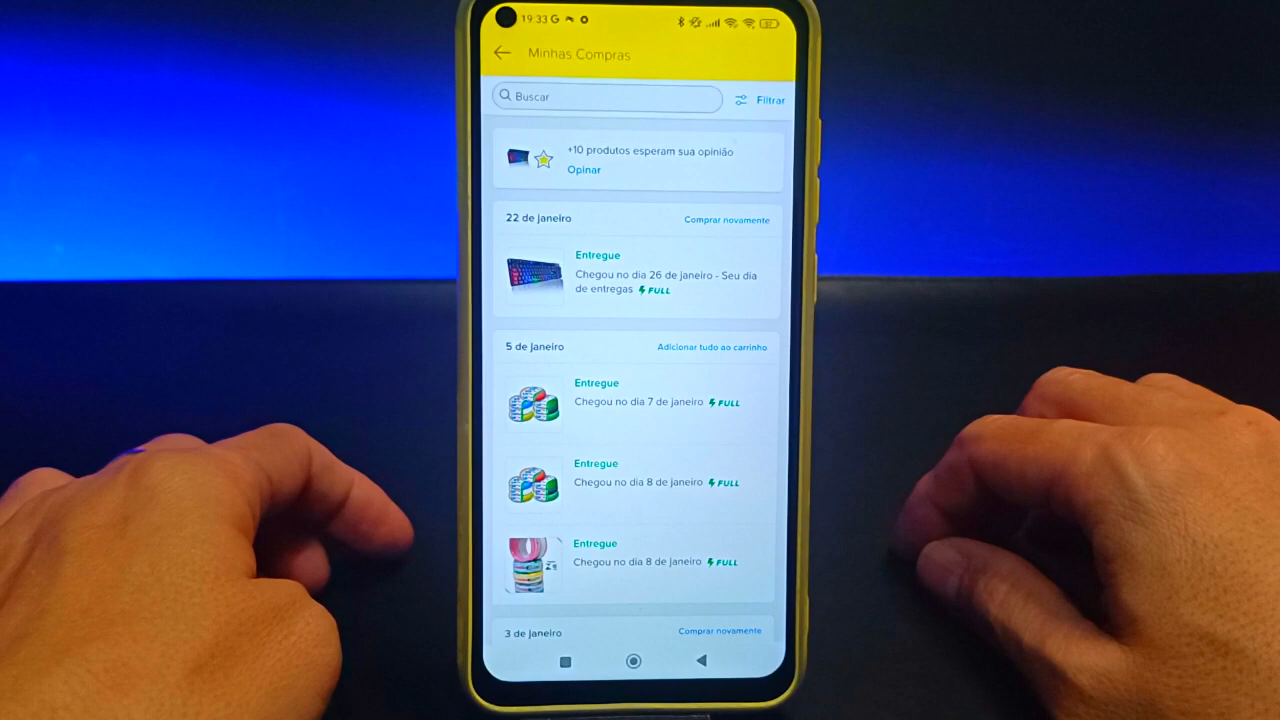 19:33 G
Minhas Compras
Buscar
Filtrar
+10 produtos esperam sua opinião
Opinar
22 de janeiro
Comprar novamente
Entregue
Chegou no dia 26 de janeiro - Seu dia
de entregas FULL
5 de janeiro
Adicionar tudo ao carrinho
Entregue
Chegou no dia 7 de janeiro FULL
Entregue
Chegou no dia 8 de janeiro FULL
Entregue
Chegou no dia 8 de janeiro FULL
3 de janeiro
Comprar novamente